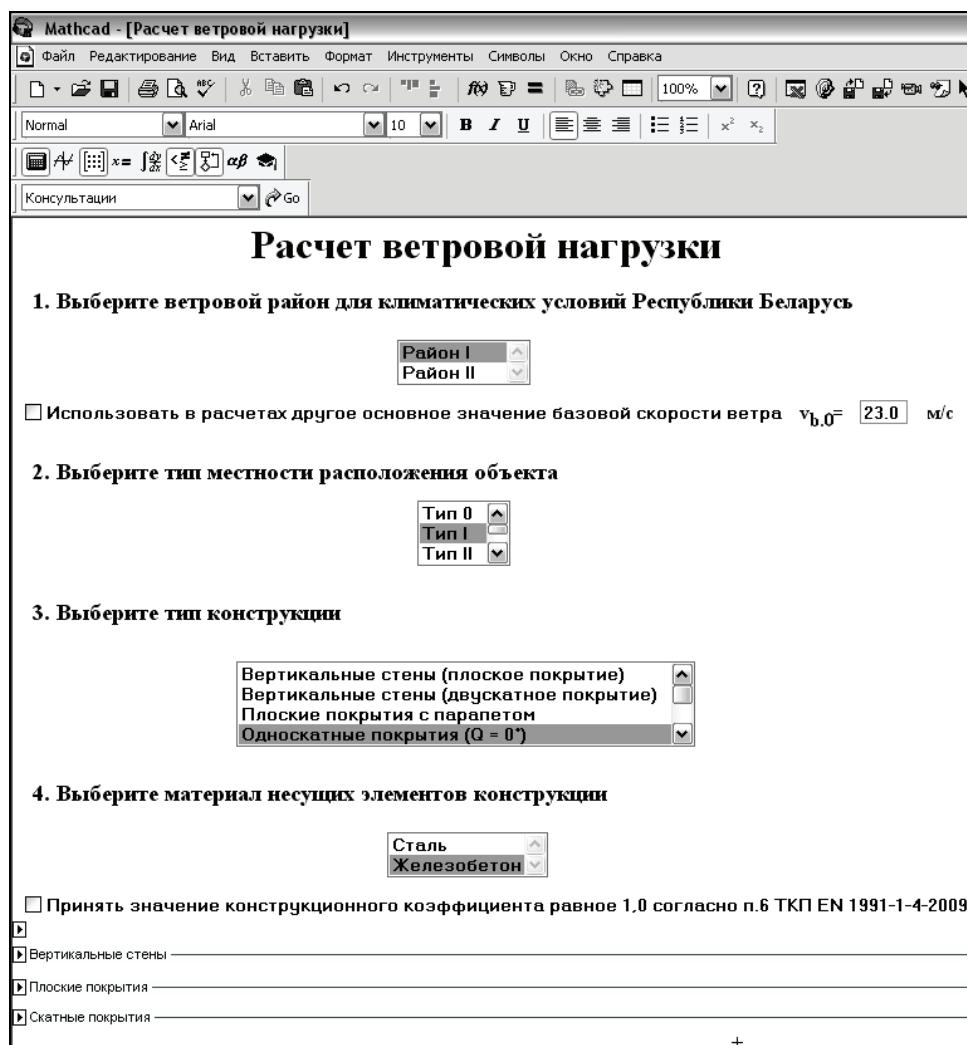 Mathcad - [Расчет ветровой нагрузки]
Файл Редактирование Вид Вставить Формат Инструменты Символы Окно Справка
100%
Normal Arial 10 B I U x² x₂
x= αβ
Консультации Go
Расчет ветровой нагрузки
1. Выберите ветровой район для климатических условий Республики Беларусь
Район I
Район II
Использовать в расчетах другое основное значение базовой скорости ветра v_b.0= 23.0 м/с
2. Выберите тип местности расположения объекта
Тип 0
Тип I
Тип II
3. Выберите тип конструкции
Вертикальные стены (плоское покрытие)
Вертикальные стены (двускатное покрытие)
Плоские покрытия с парапетом
Односкатные покрытия (Q = 0°)
4. Выберите материал несущих элементов конструкции
Сталь
Железобетон
Принять значение конструкционного коэффициента равное 1,0 согласно п.6 ТКП EN 1991-1-4-2009
Вертикальные стены
Плоские покрытия
Скатные покрытия